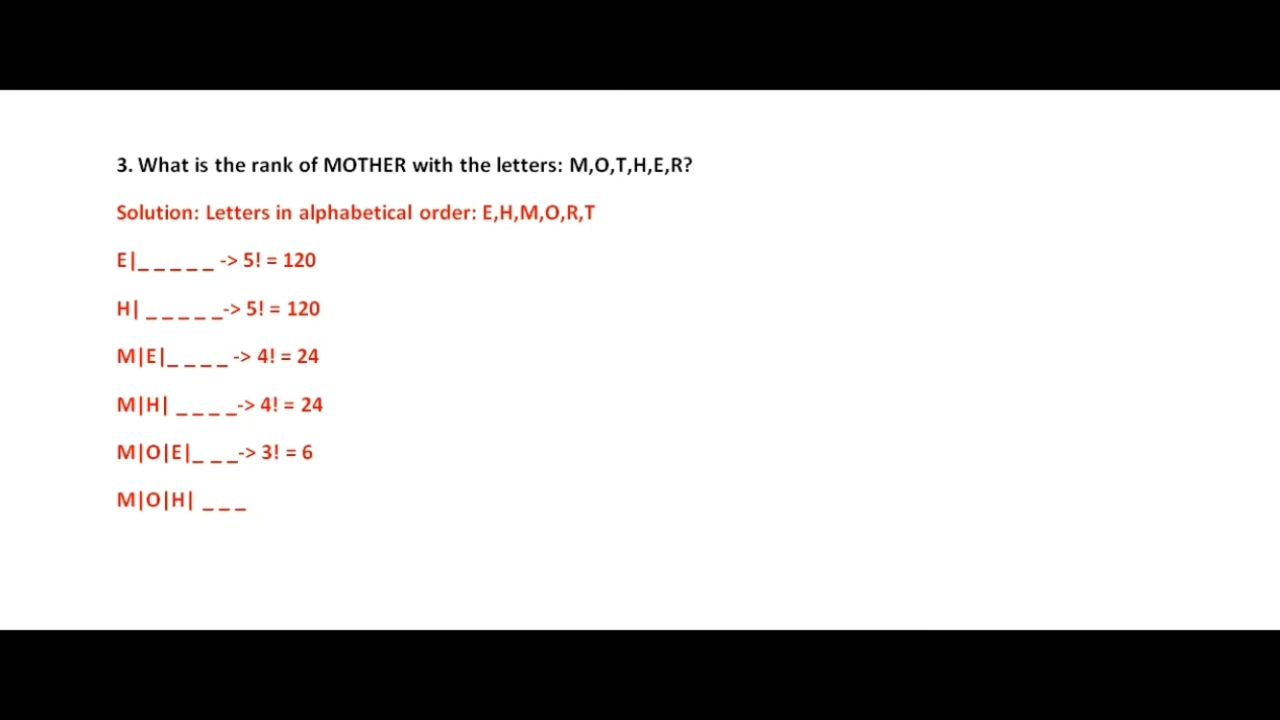 3. What is the rank of MOTHER with the letters: M,O,T,H,E,R?
Solution: Letters in alphabetical order: E,H,M,O,R,T
E|_ _ _ _ _ -> 5! = 120
H| _ _ _ _ _-> 5! = 120
M|E|_ _ _ _ -> 4! = 24
M|H| _ _ _ _-> 4! = 24
M|O|E|_ _ _-> 3! = 6
M|O|H| _ _ _